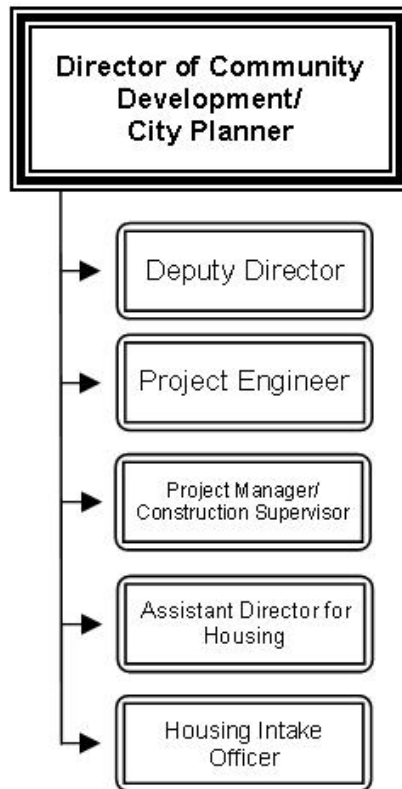 Director of Community
Development/
City Planner
Deputy Director
Project Engineer
Project Manager/
Construction Supervisor
Assistant Director for
Housing
Housing Intake
Officer